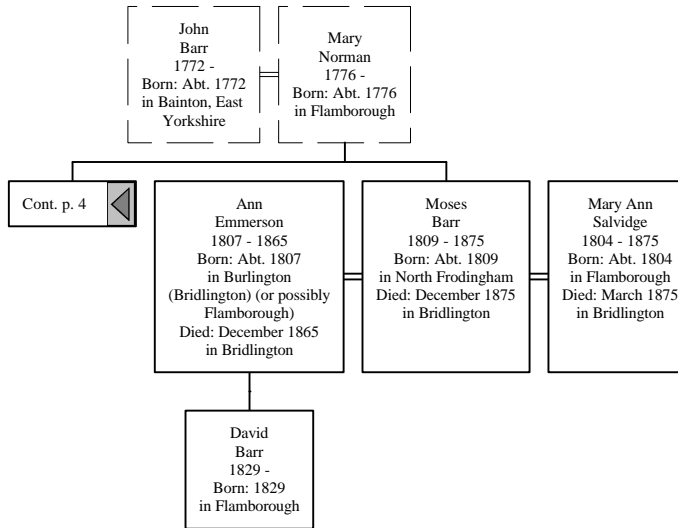 John
Barr
1772 -
Born: Abt. 1772
in Bainton, East
Yorkshire
Mary
Norman
1776 -
Born: Abt. 1776
in Flamborough
Cont. p. 4
Ann
Emmerson
1807 - 1865
Born: Abt. 1807
in Burlington
(Bridlington) (or possibly
Flamborough)
Died: December 1865
in Bridlington
Moses
Barr
1809 - 1875
Born: Abt. 1809
in North Frodingham
Died: December 1875
in Bridlington
Mary Ann
Salvidge
1804 - 1875
Born: Abt. 1804
in Flamborough
Died: March 1875
in Bridlington
David
Barr
1829 -
Born: 1829
in Flamborough